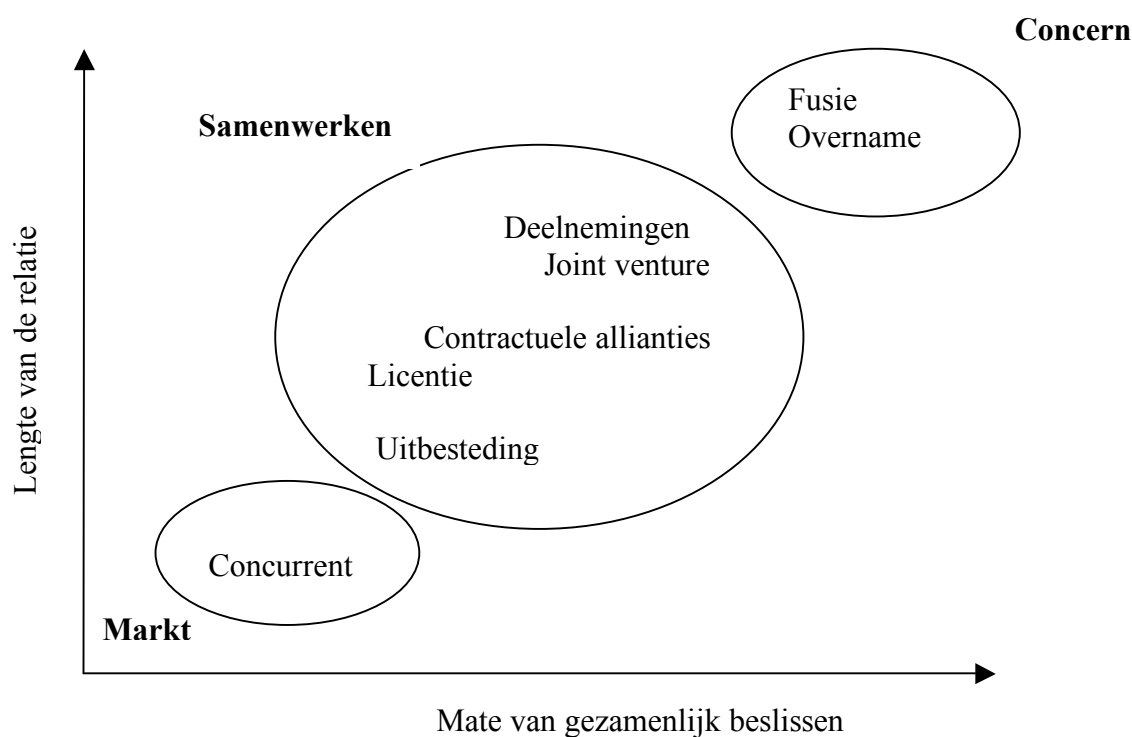 Concern
Fusie
Overname
Samenwerken
Deelnemingen
Joint venture
Contractuele allianties
Licentie
Uitbesteding
Concurrent
Markt
Lengte van de relatie
Mate van gezamenlijk beslissen